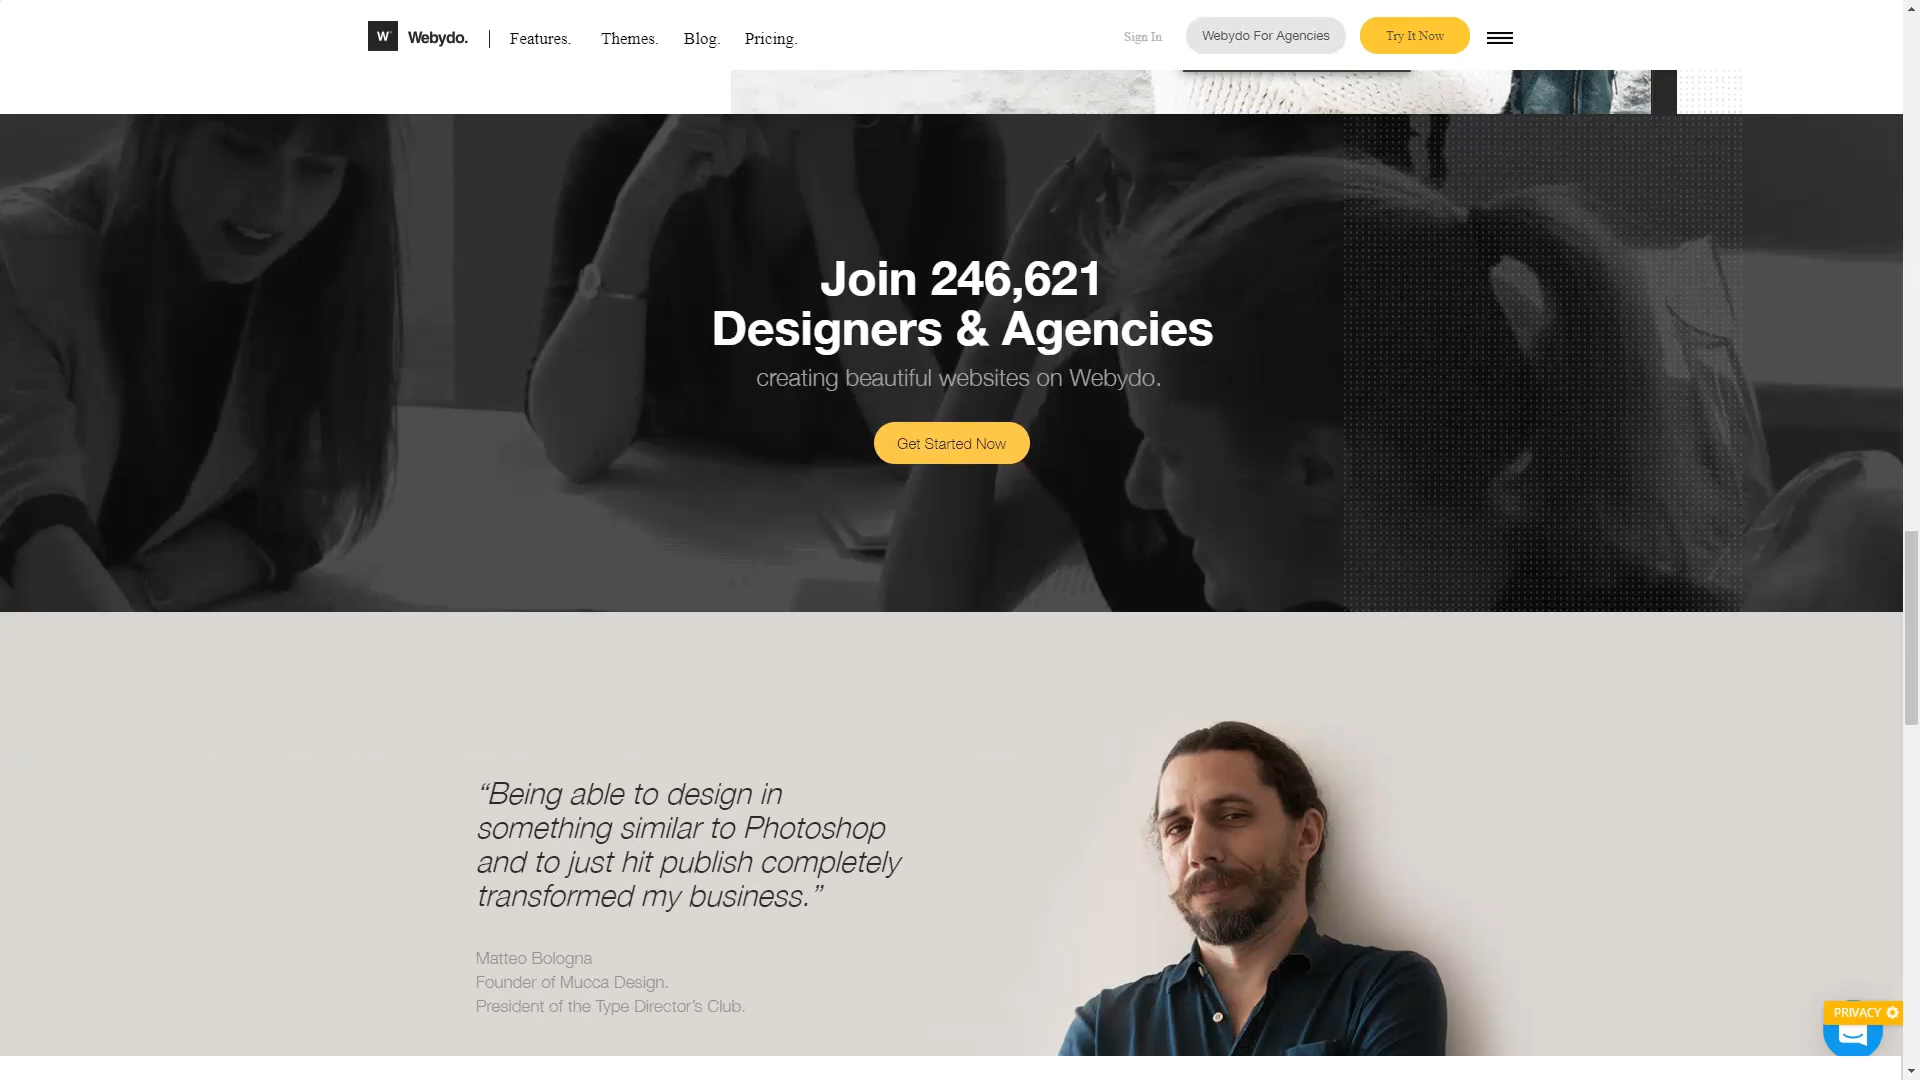 W Webydo.
Features. Themes. Blog. Pricing.
Sign In
Webydo For Agencies
Try It Now
Join 246,621
Designers & Agencies
creating beautiful websites on Webydo.
Get Started Now
“Being able to design in
something similar to Photoshop
and to just hit publish completely
transformed my business.”
Matteo Bologna
Founder of Mucca Design.
President of the Type Director’s Club.
PRIVACY